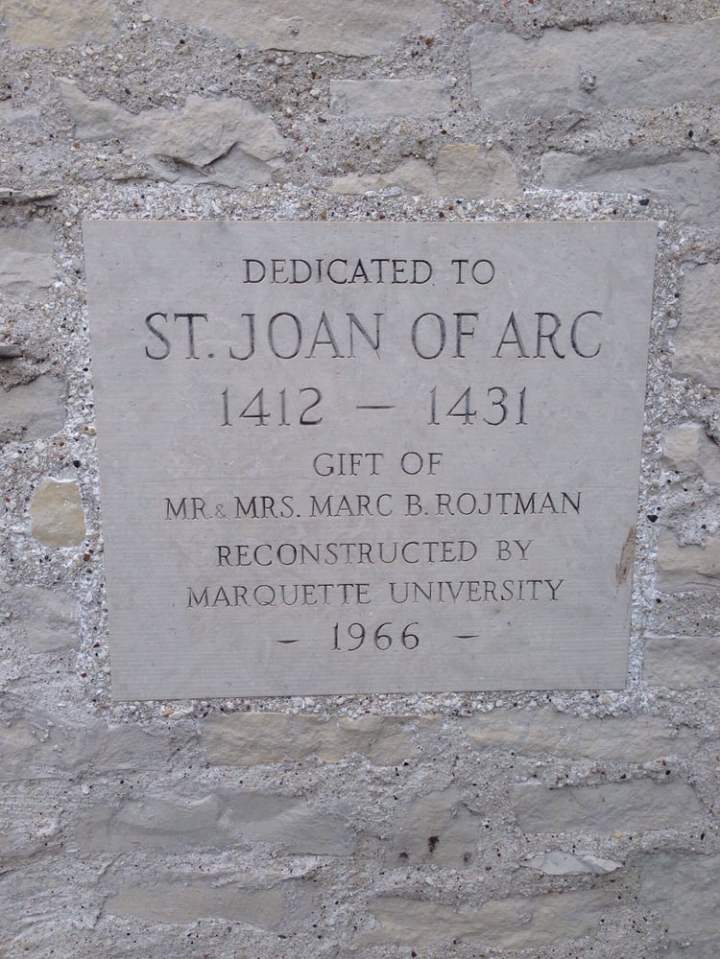 DEDICATED TO
ST. JOAN OF ARC
1412 — 1431
GIFT OF
MR. & MRS. MARC B. ROJTMAN
RECONSTRUCTED BY
MARQUETTE UNIVERSITY
– 1966 –